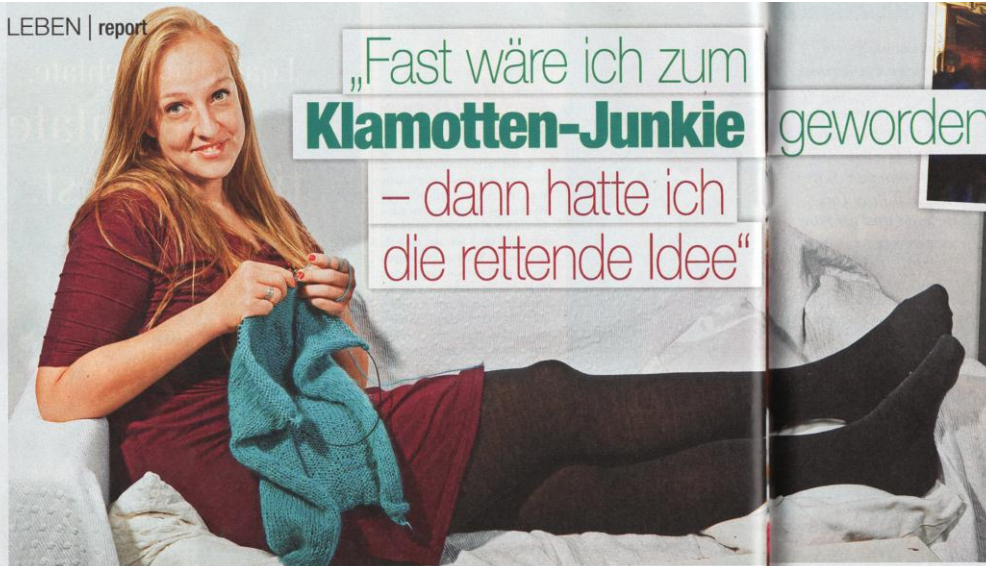 LEBEN | report
„Fast wäre ich zum
Klamotten-Junkie geworden
– dann hatte ich
die rettende Idee“